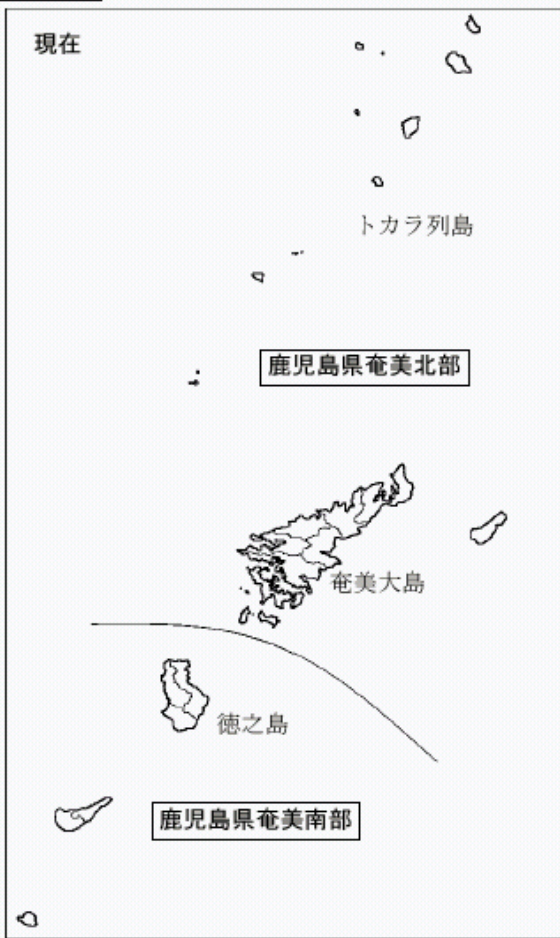 現在
トカラ列島
鹿児島県奄美北部
奄美大島
徳之島
鹿児島県奄美南部